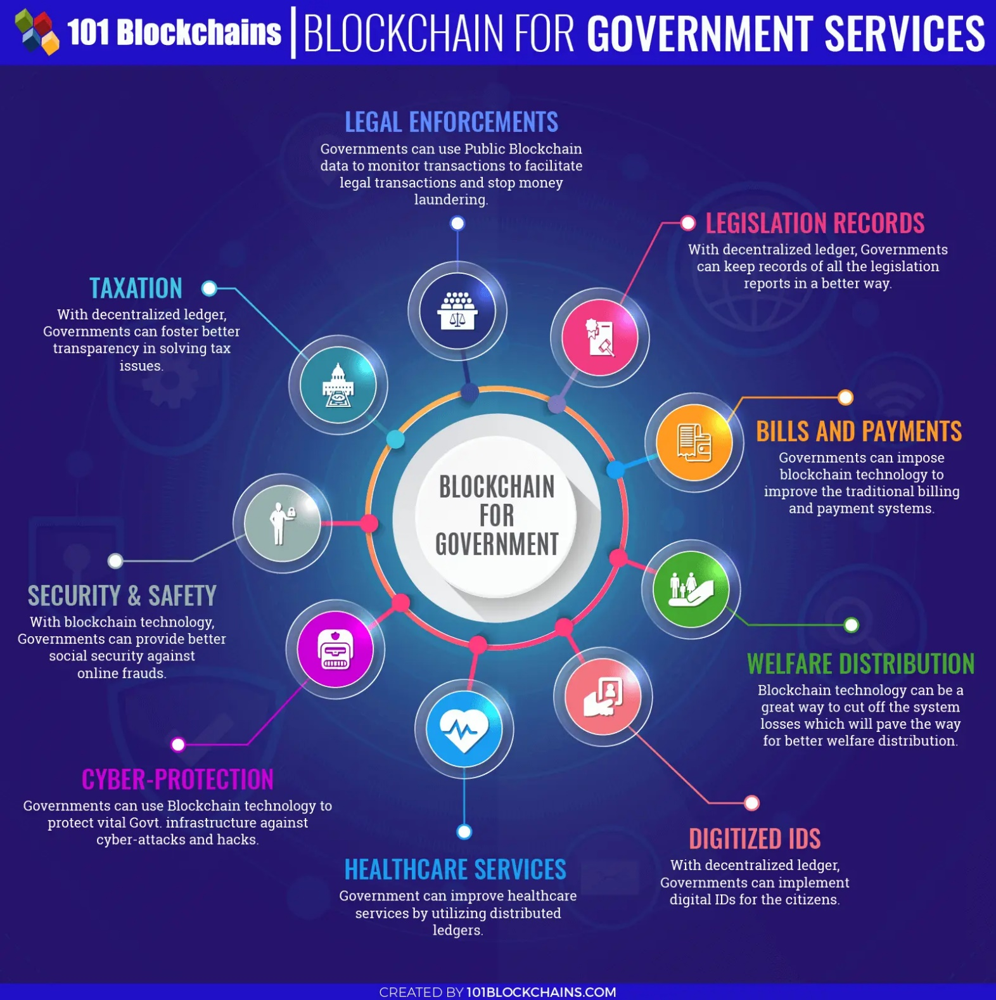 101 Blockchains | BLOCKCHAIN FOR GOVERNMENT SERVICES
LEGAL ENFORCEMENTS
Governments can use Public Blockchain
data to monitor transactions to facilitate
legal transactions and stop money
laundering.
LEGISLATION RECORDS
With decentralized ledger, Governments
can keep records of all the legislation
reports in a better way.
TAXATION
With decentralized ledger,
Governments can foster better
transparency in solving tax
issues.
BILLS AND PAYMENTS
Governments can impose
blockchain technology to
improve the traditional billing
and payment systems.
BLOCKCHAIN
FOR
GOVERNMENT
SECURITY & SAFETY
With blockchain technology,
Governments can provide better
social security against
online frauds.
WELFARE DISTRIBUTION
Blockchain technology can be a
great way to cut off the system
losses which will pave the way
for better welfare distribution.
CYBER-PROTECTION
Governments can use Blockchain technology to
protect vital Govt. infrastructure against
cyber-attacks and hacks.
DIGITIZED IDS
With decentralized ledger,
Governments can implement
digital IDs for the citizens.
HEALTHCARE SERVICES
Government can improve healthcare
services by utilizing distributed
ledgers.
CREATED BY 101BLOCKCHAINS.COM